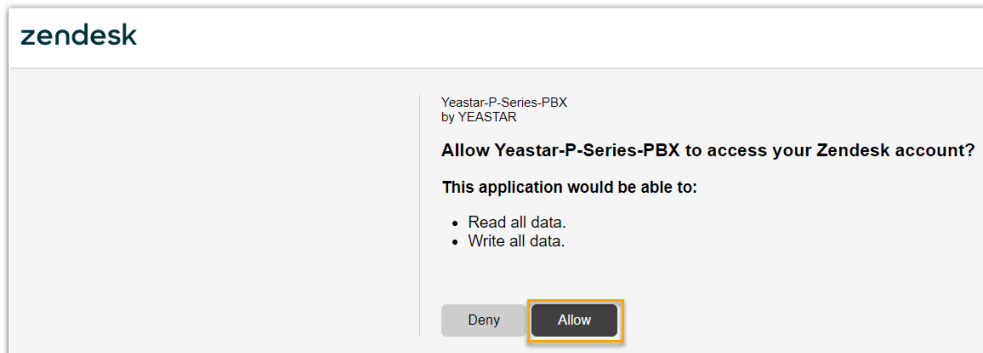 zendesk
Yeastar-P-Series-PBX
by YEASTAR
Allow Yeastar-P-Series-PBX to access your Zendesk account?
This application would be able to:
• Read all data.
• Write all data.
Deny Allow